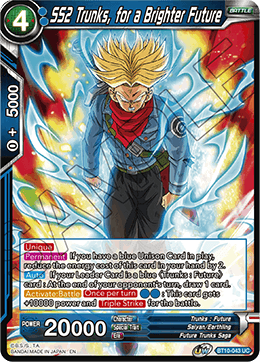 4
SS2 Trunks, for a Brighter Future
BATTLE
+ 5000
Unique
Permanent If you have a blue Unison Card in play,
reduce the energy cost of this card in your hand by 2.
Auto If your Leader Card is a blue ‹Trunks : Future›
card : At the end of your opponent's turn, draw 1 card.
Activate:Battle Once per turn : This card gets
+10000 power and Triple Strike for the battle.
POWER 20000
Character Trunks : Future
Special Trait Saiyan/Earthling
Era Future Trunks Saga
BANDAI MADE IN JAPAN
BT10-043 UC